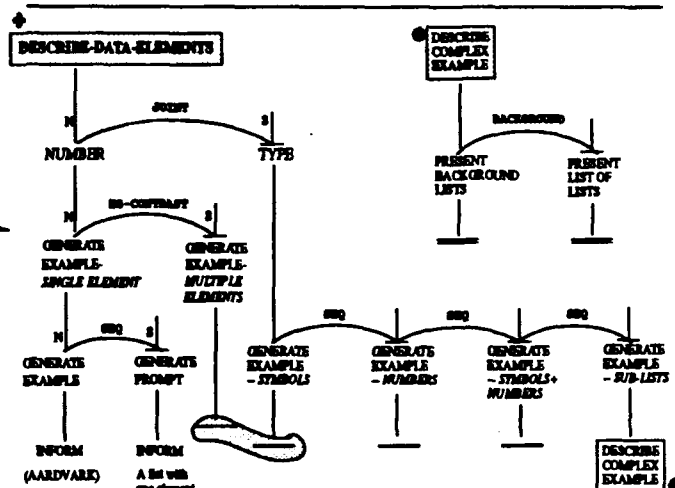 DESCRIBE-DATA-ELEMENTS
DESCRIBE
COMPLEX
EXAMPLE
JOINT
N
S
NUMBER
TYPE
BACKGROUND
PRESENT
BACKGROUND
LISTS
PRESENT
LIST OF
LISTS
N
S
GENERATE
EXAMPLE-
SINGLE ELEMENT
GENERATE
EXAMPLE-
MULTIPLE
ELEMENTS
N
SEQ
S
GENERATE
EXAMPLE
GENERATE
PROMPT
SEQ
SEQ
SEQ
GENERATE
EXAMPLE
- SYMBOLS
GENERATE
EXAMPLE
- NUMBERS
GENERATE
EXAMPLE
- SYMBOLS+
NUMBERS
GENERATE
EXAMPLE
- SUB-LISTS
INFORM
(AARDVARK)
INFORM
A list with
DESCRIBE
COMPLEX
EXAMPLE